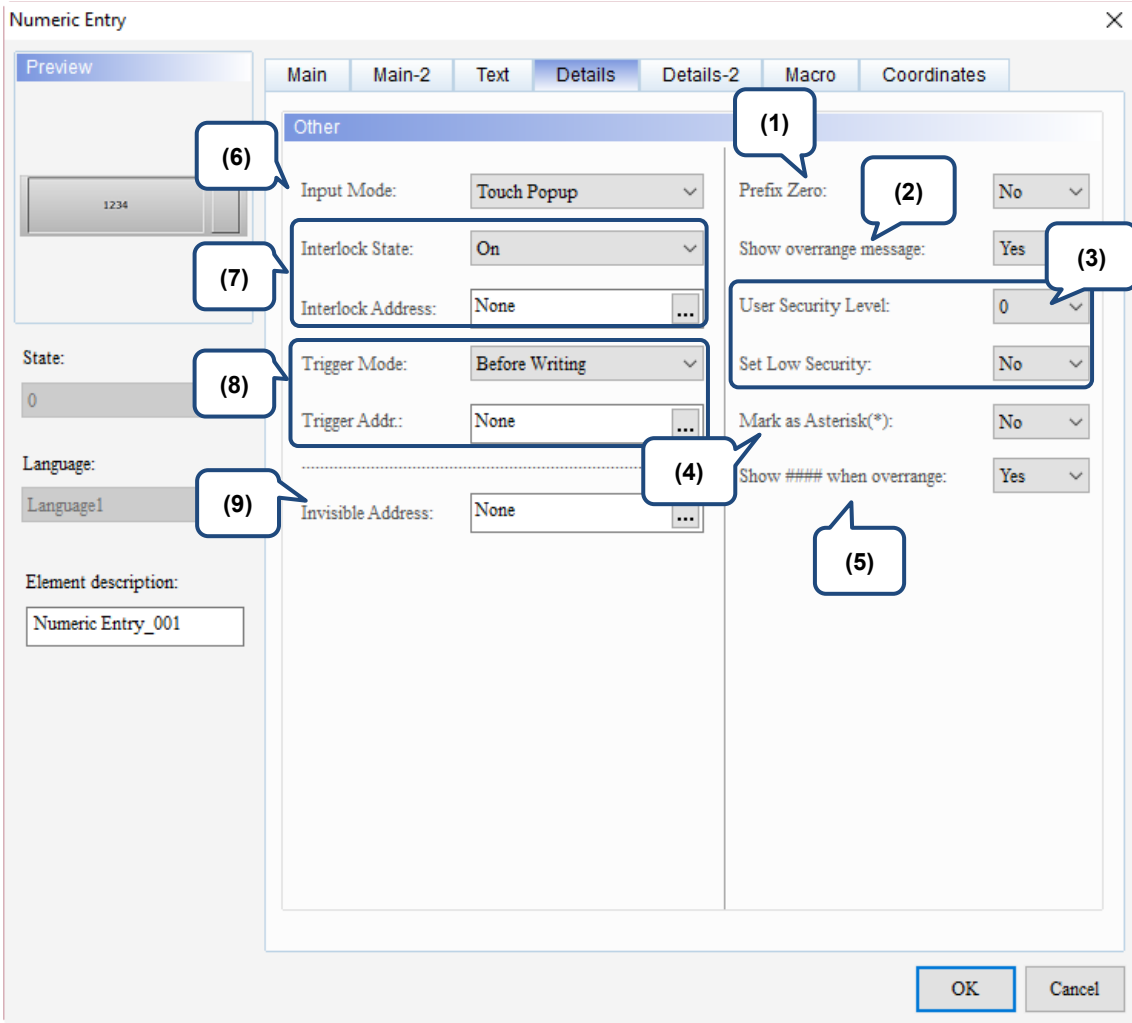 Numeric Entry
Preview
1234
State:
0
Language:
Language1
Element description:
Numeric Entry_001
Main Main-2 Text Details Details-2 Macro Coordinates
Other
(6)
Input Mode: Touch Popup
(7)
Interlock State: On
Interlock Address: None ...
(8)
Trigger Mode: Before Writing
Trigger Addr.: None ...
(9)
Invisible Address: None ...
(1)
Prefix Zero: No
(2)
Show overrange message: Yes
(3)
User Security Level: 0
Set Low Security: No
(4)
Mark as Asterisk(*): No
Show #### when overrange: Yes
(5)
OK Cancel